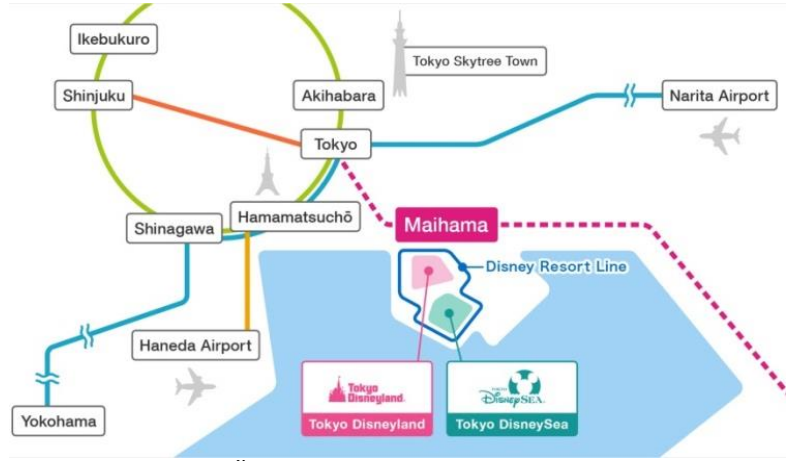 Ikebukuro
Tokyo Skytree Town
Shinjuku
Akihabara
Narita Airport
Tokyo
Hamamatsuchō
Shinagawa
Maihama
Disney Resort Line
Haneda Airport
Tokyo
Disneyland
TOKYO
DisneySEA
Yokohama
Tokyo Disneyland
Tokyo DisneySea